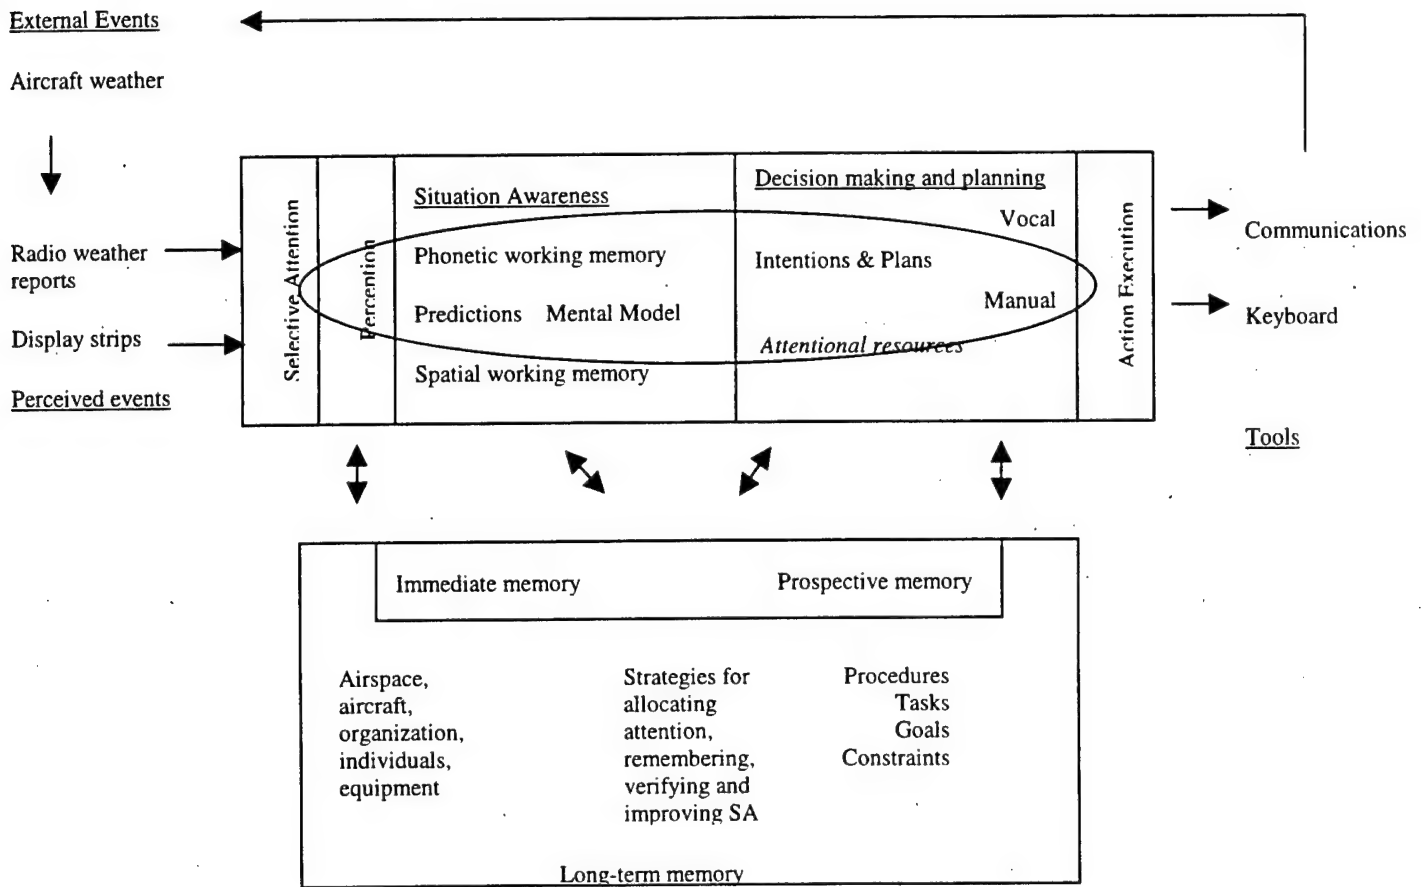 External Events
Aircraft weather
Radio weather
reports
Display strips
Perceived events
Selective Attention
Perception
Situation Awareness
Phonetic working memory
Predictions Mental Model
Spatial working memory
Decision making and planning
Vocal
Intentions & Plans
Manual
Attentional resources
Action Execution
Communications
Keyboard
Tools
Immediate memory
Prospective memory
Airspace,
aircraft,
organization,
individuals,
equipment
Strategies for
allocating
attention,
remembering,
verifying and
improving SA
Procedures
Tasks
Goals
Constraints
Long-term memory